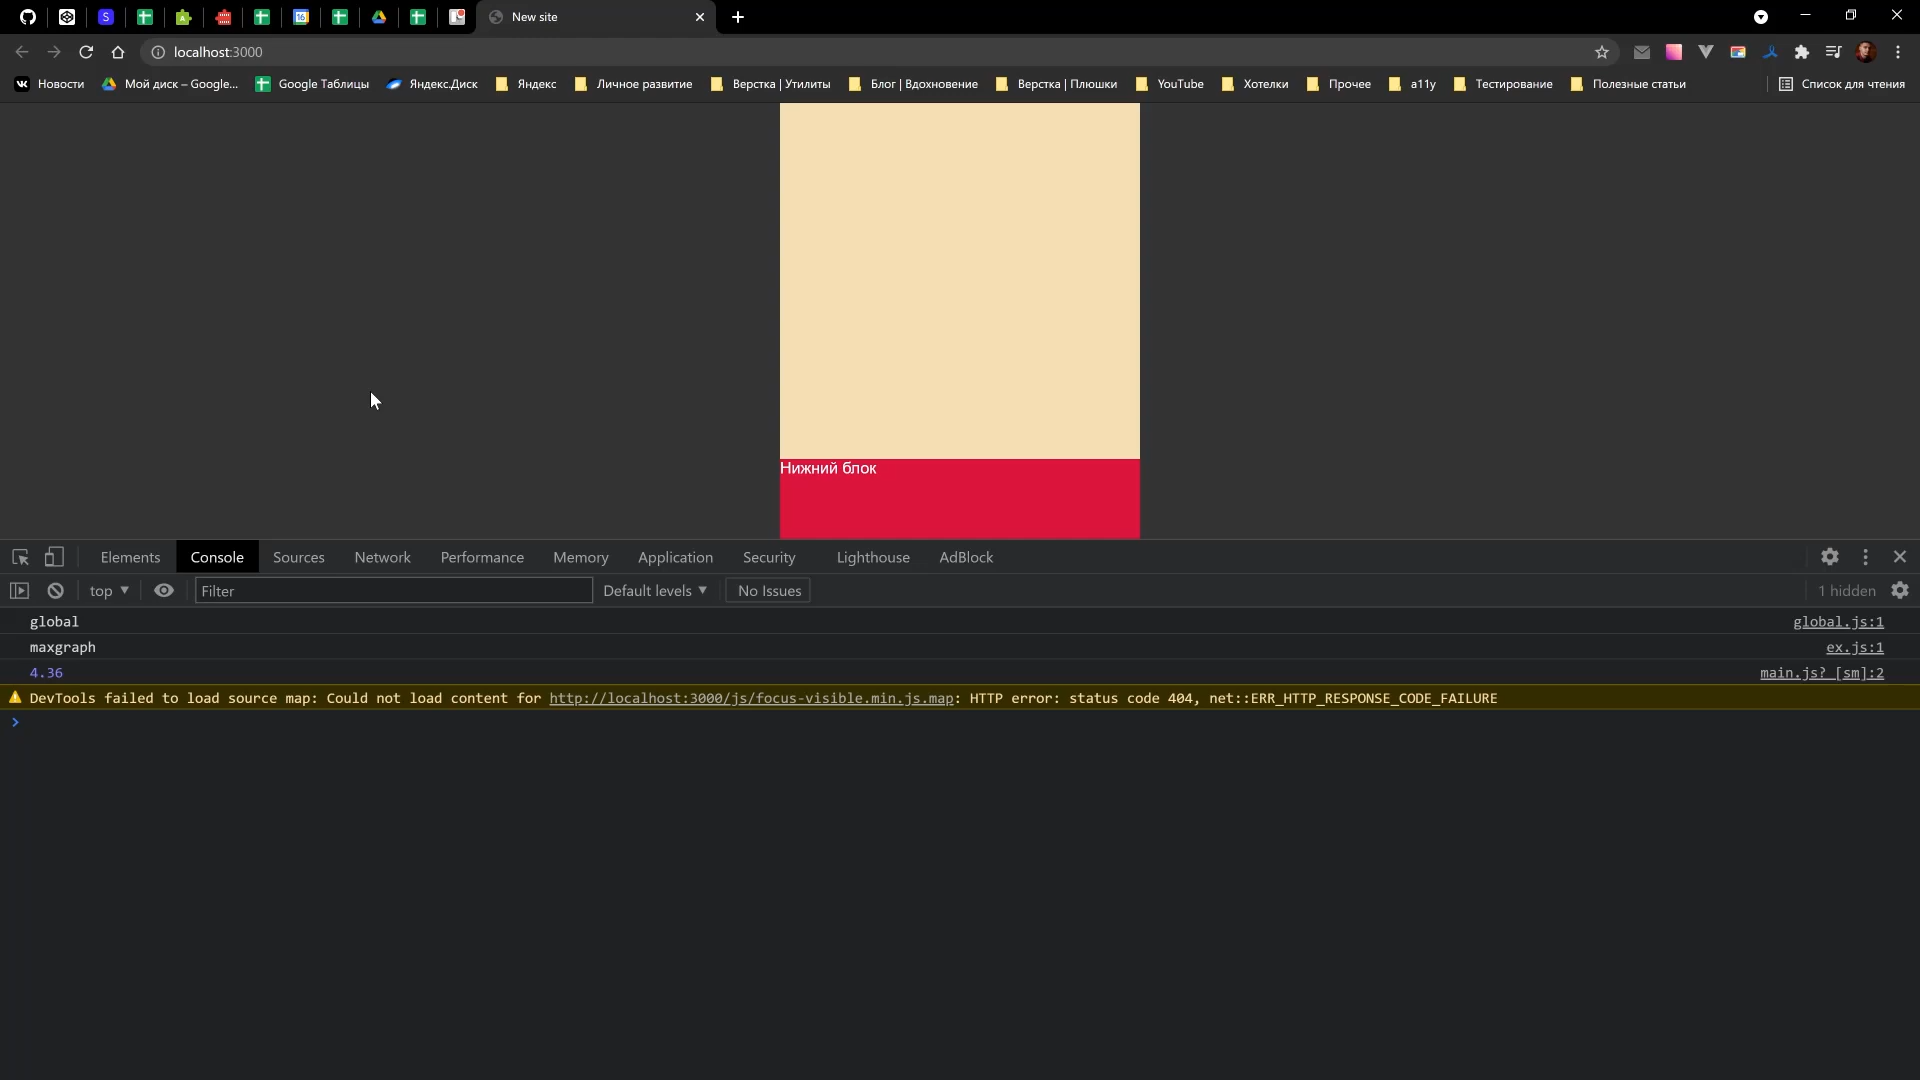 New site
localhost:3000
Новости Мой диск – Google... Google Таблицы Яндекс.Диск Яндекс Личное развитие Верстка | Утилиты Блог | Вдохновение Верстка | Плюшки YouTube Хотелки Прочее a11y Тестирование Полезные статьи Список для чтения
Нижний блок
Elements Console Sources Network Performance Memory Application Security Lighthouse AdBlock
top Filter Default levels No Issues 1 hidden
global global.js:1
maxgraph ex.js:1
4.36 main.js?_[sm]:2
DevTools failed to load source map: Could not load content for http://localhost:3000/js/focus-visible.min.js.map: HTTP error: status code 404, net::ERR_HTTP_RESPONSE_CODE_FAILURE